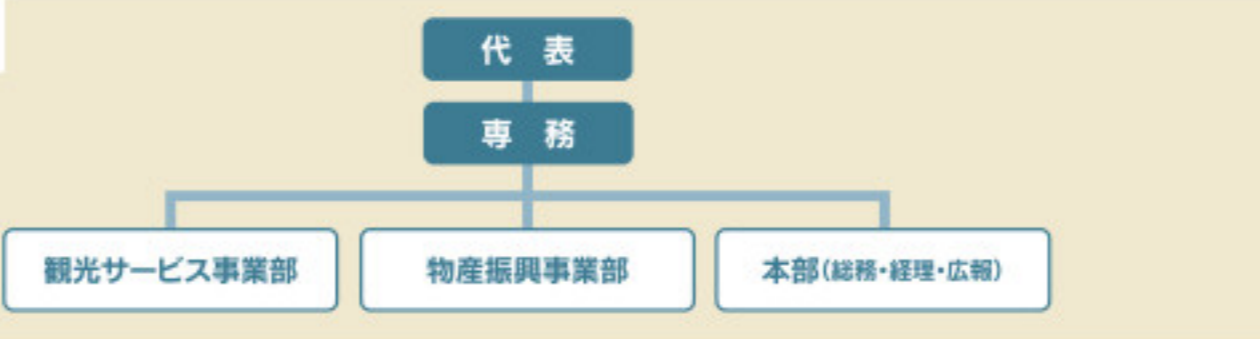 代　表
専　務
観光サービス事業部
物産振興事業部
本部(総務・経理・広報)